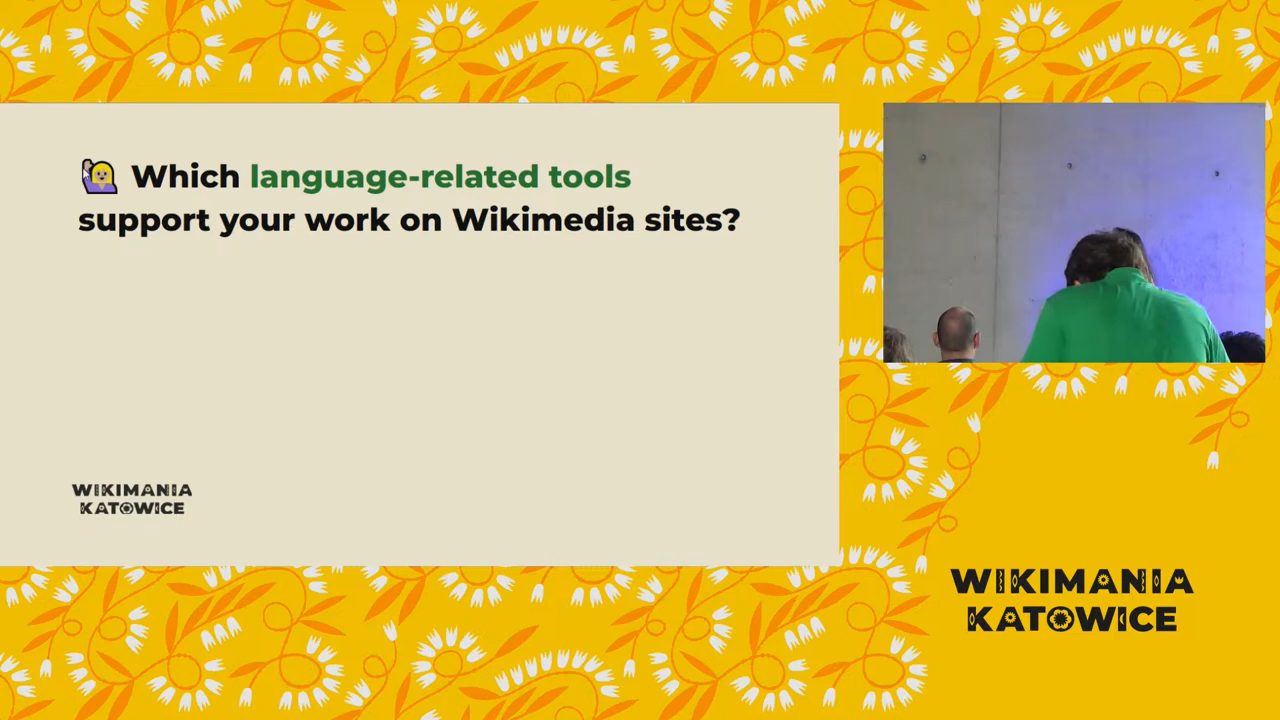 🙋 Which language-related tools
support your work on Wikimedia sites?
WIKIMANIA
KATOWICE
WIKIMANIA
KATOWICE